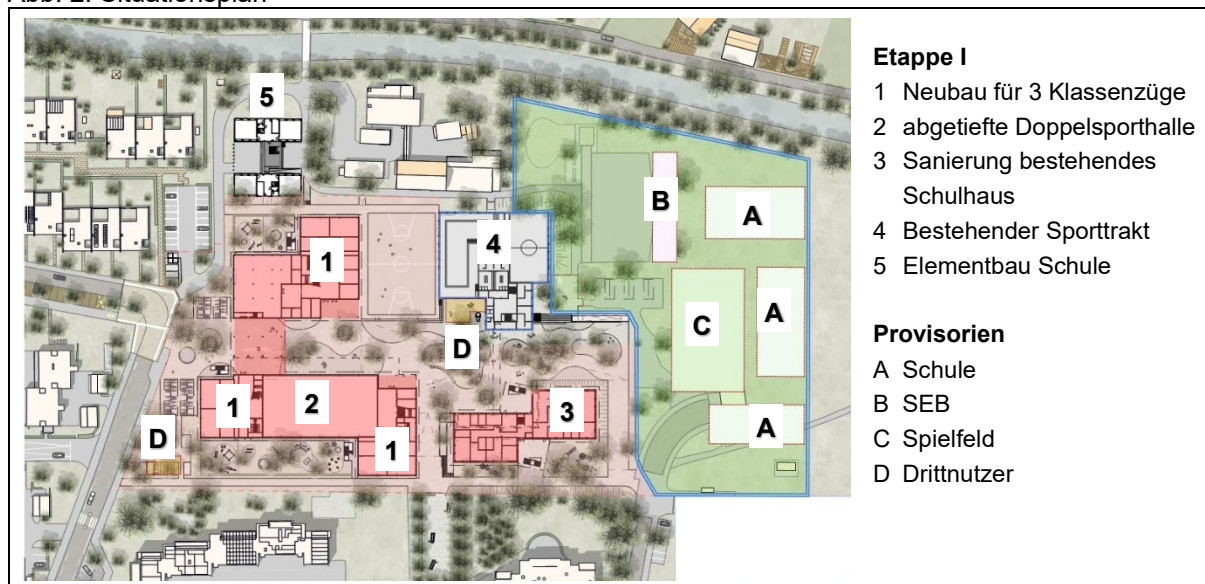 Abb. 2: Situationsplan
Etappe I
1 Neubau für 3 Klassenzüge
2 abgetiefte Doppelsporthalle
3 Sanierung bestehendes
Schulhaus
4 Bestehender Sporttrakt
5 Elementbau Schule
Provisorien
A Schule
B SEB
C Spielfeld
D Drittnutzer
5
B
A
4
1
C
A
D
1
2
3
A
D
1